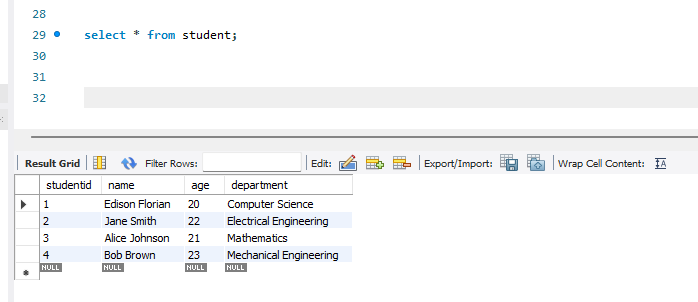 28
29 select * from student;
30
31
32
Result Grid Filter Rows: Edit: Export/Import: Wrap Cell Content:
studentid name age department
1 Edison Florian 20 Computer Science
2 Jane Smith 22 Electrical Engineering
3 Alice Johnson 21 Mathematics
4 Bob Brown 23 Mechanical Engineering
NULL NULL NULL NULL